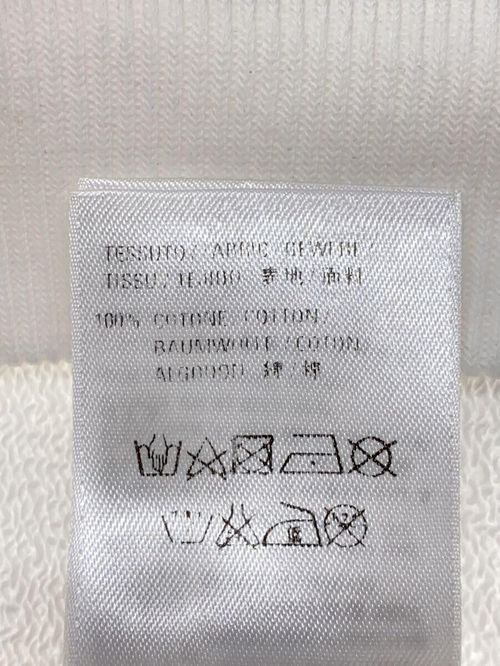 TESSUTO/FABRIC GEWEBE/
TISSU/TEJIDO 素地/面料
100% COTONE COTTON/
BAUMWOLLE/COTON/
ALGODON 綿/棉